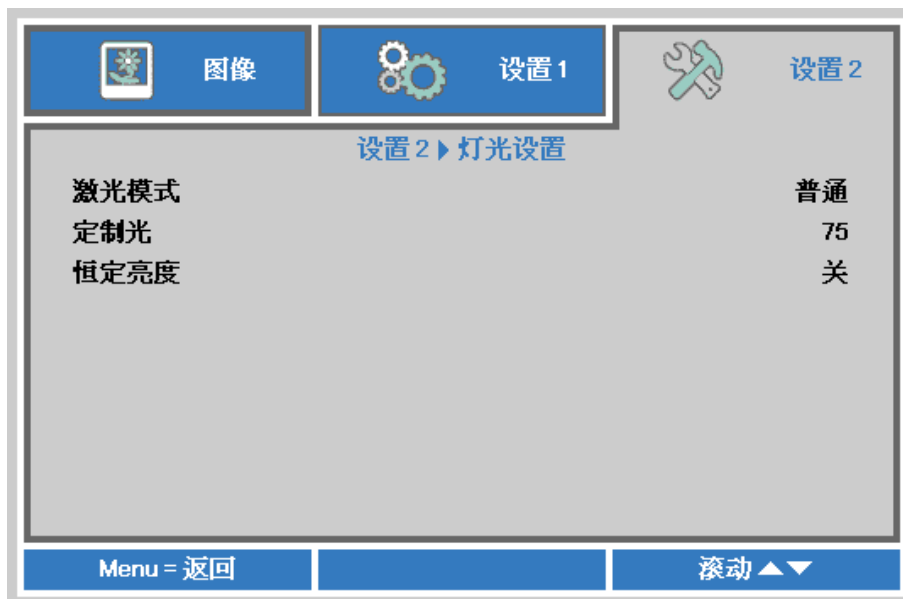 图像 设置1 设置2
设置2▶灯光设置
激光模式 普通
定制光 75
恒定亮度 关
Menu = 返回 滚动▲▼